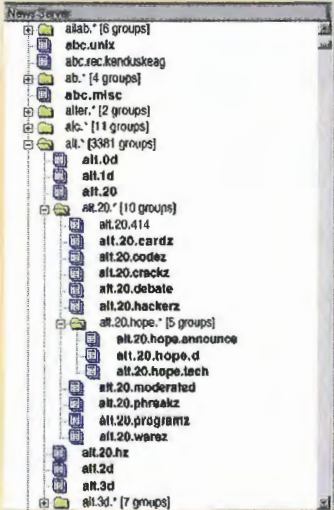 News-Server
ailab.* [6 groups]
abc.unix
abc.rec.kenduskeag
ab.* [4 groups]
abc.misc
alter.* [2 groups]
alc.* [11 groups]
alt.* [3381 groups]
alt.0d
alt.1d
alt.20
alt.20.* [10 groups]
alt.20.414
alt.20.cardz
alt.20.codez
alt.20.crackz
alt.20.debate
alt.20.hackerz
alt.20.hope.* [5 groups]
alt.20.hope.announce
alt.20.hope.d
alt.20.hope.tech
alt.20.moderated
alt.20.phreakz
alt.20.programz
alt.20.warez
alt.20.hz
alt.2d
alt.3d
alt.3d.* [7 groups]